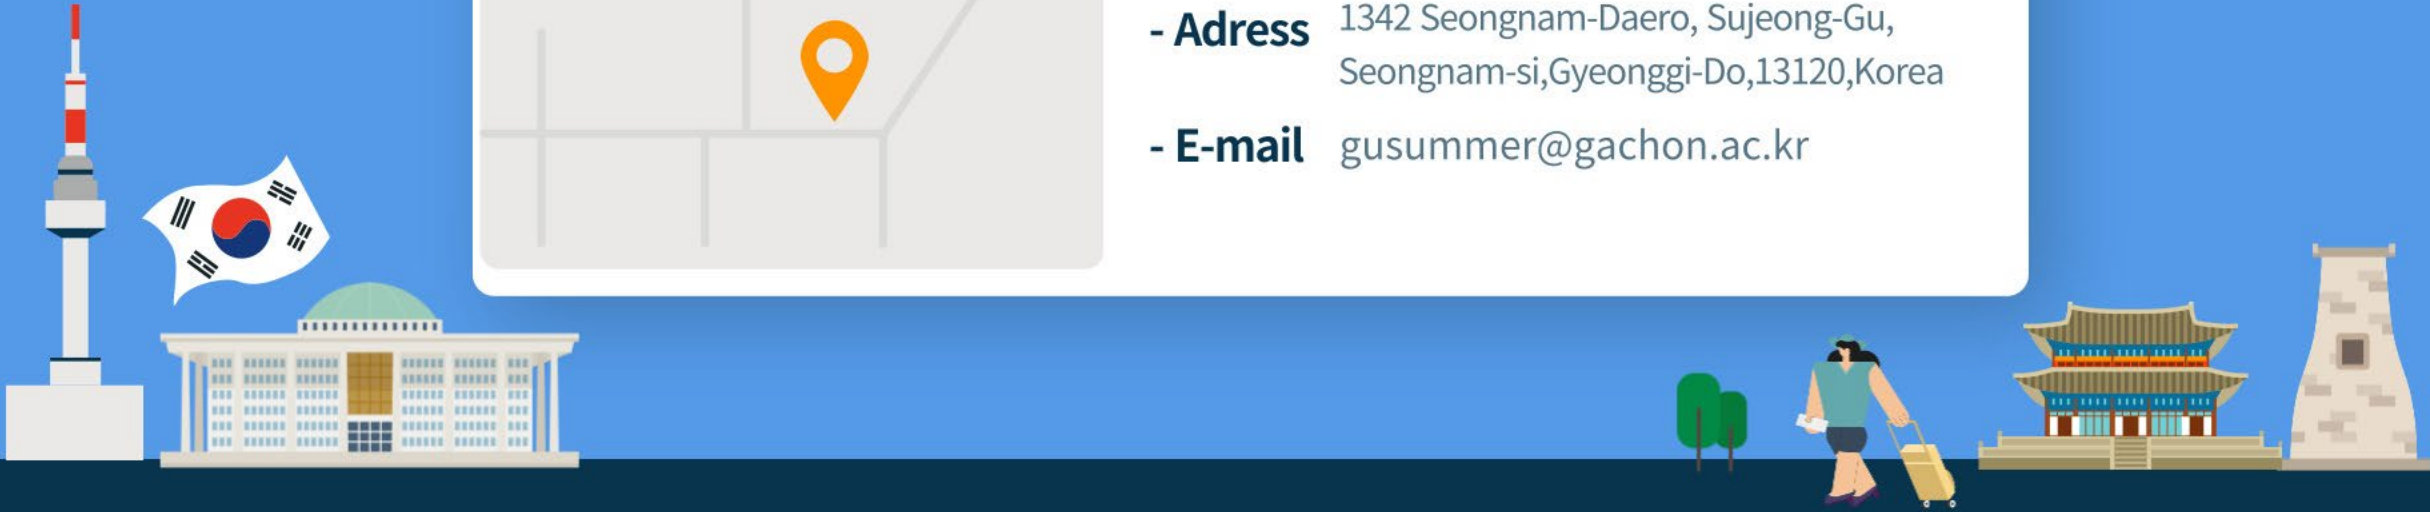 - Adress 1342 Seongnam-Daero, Sujeong-Gu,
Seongnam-si,Gyeonggi-Do,13120,Korea
- E-mail gusummer@gachon.ac.kr